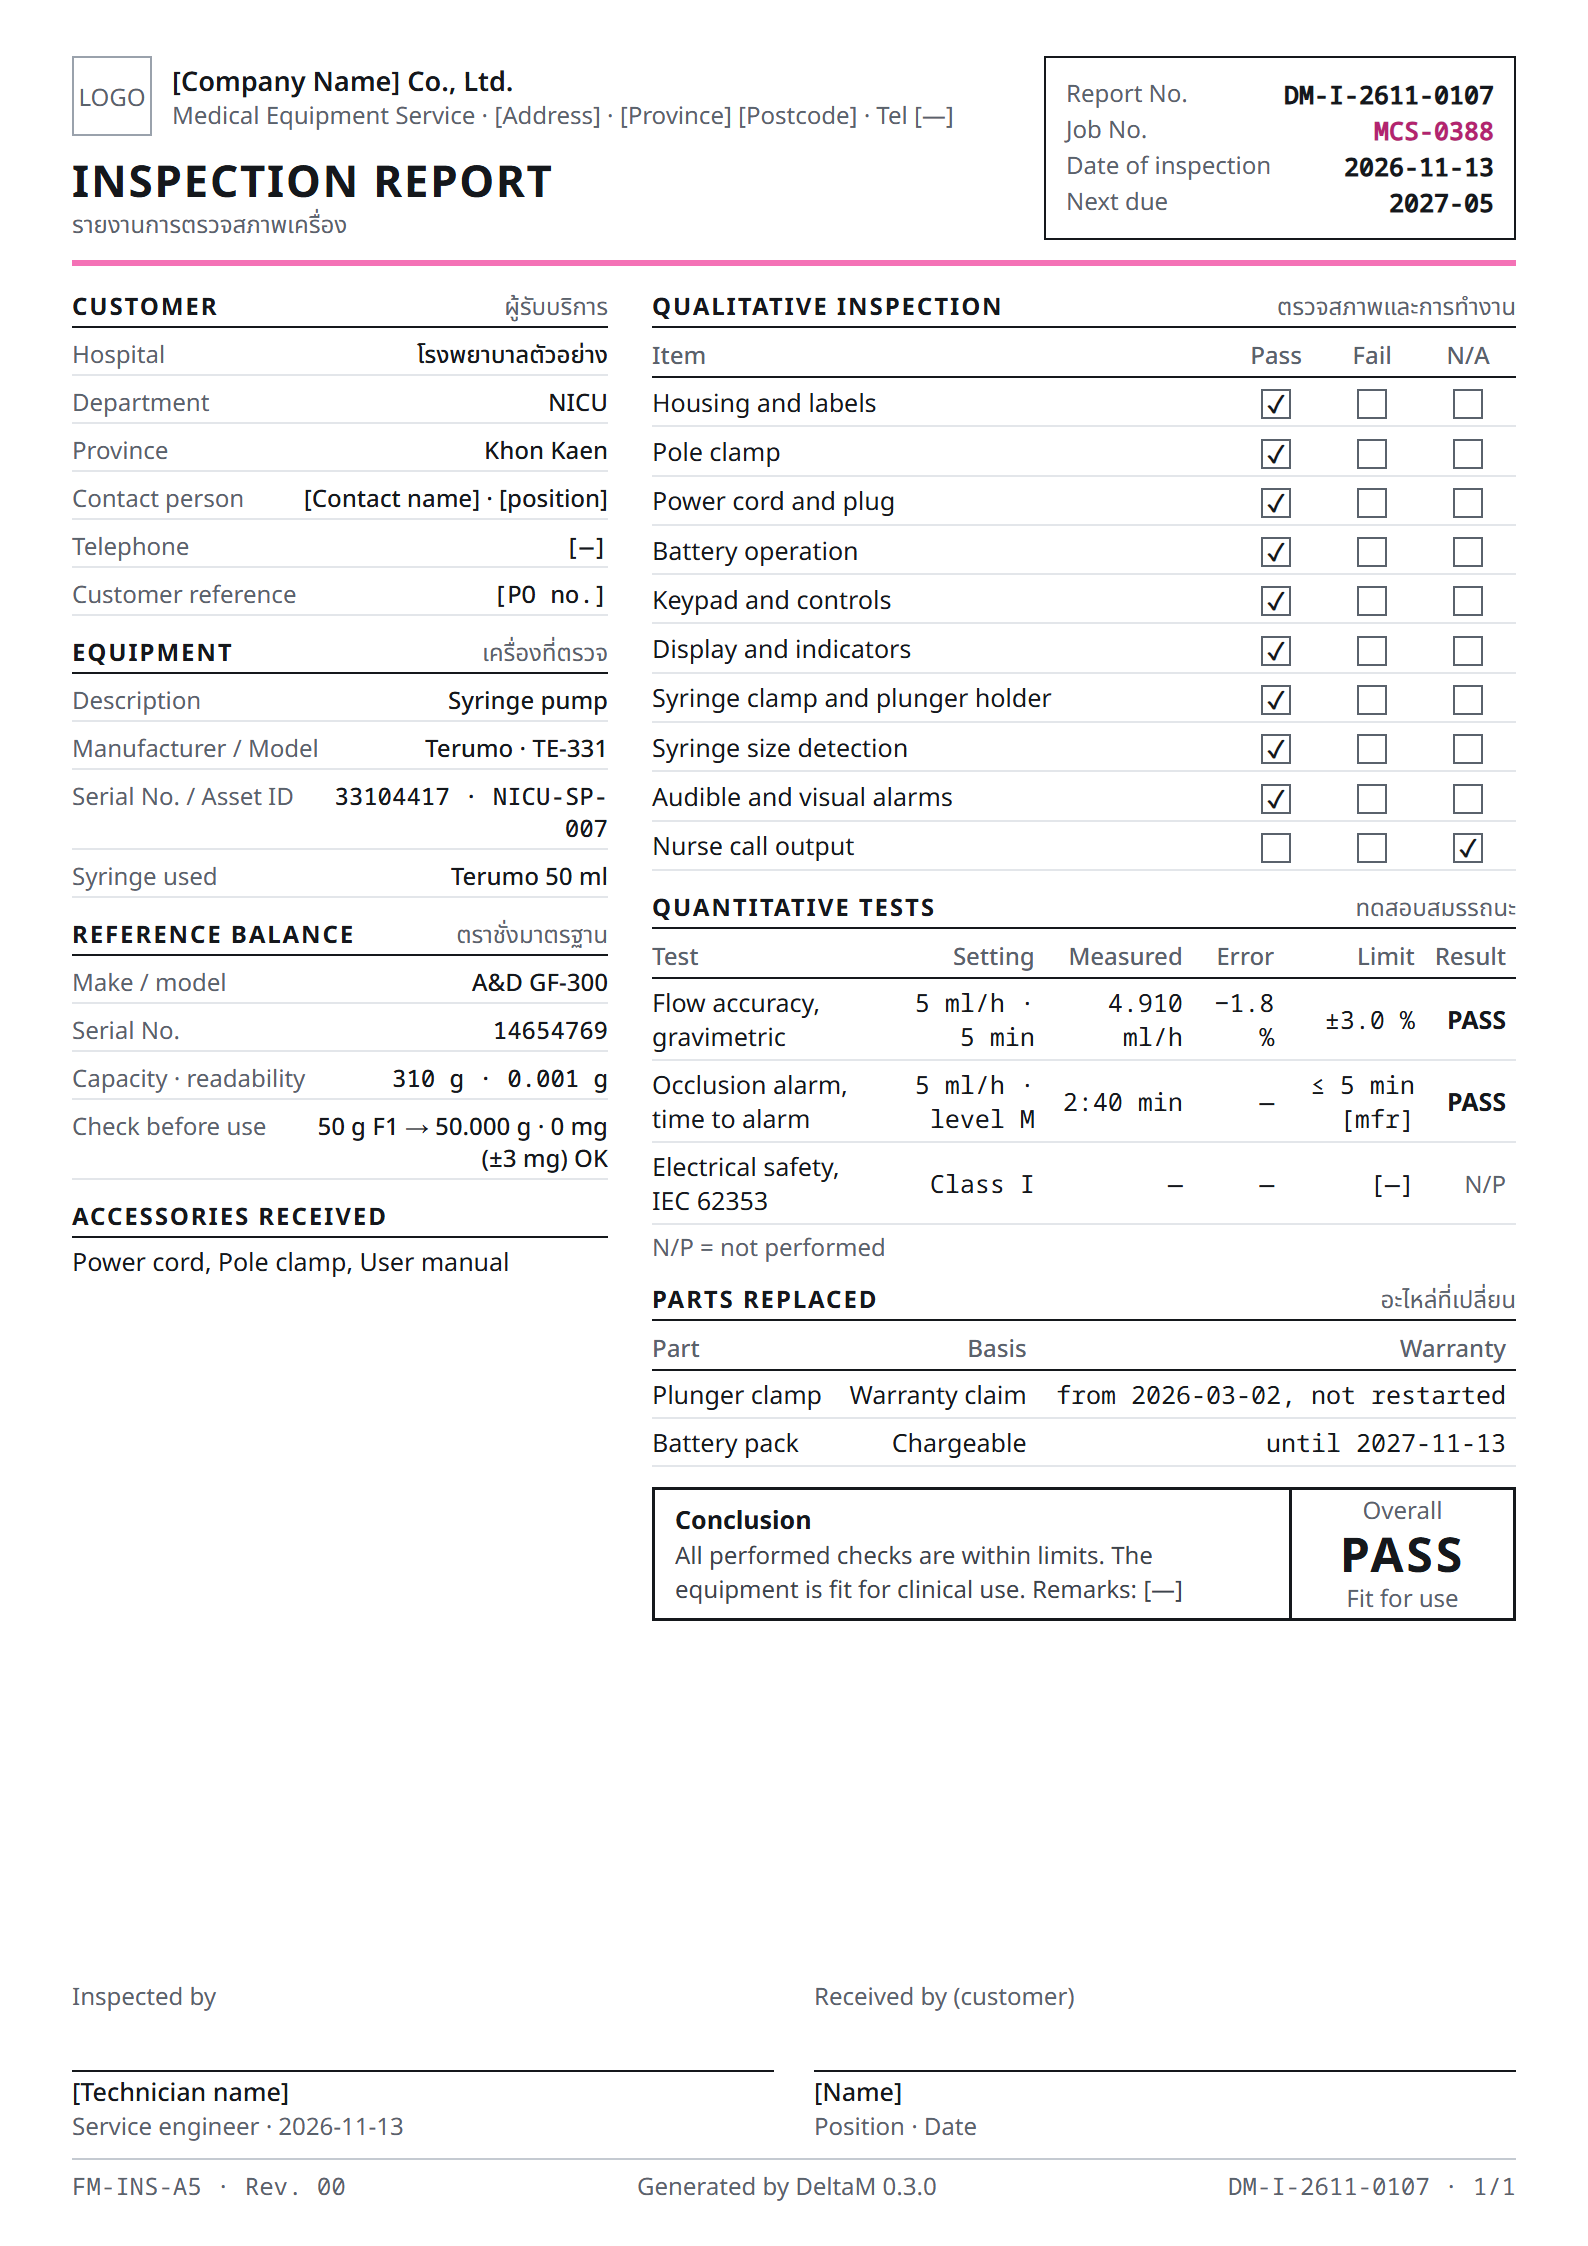 LOGO
[Company Name] Co., Ltd.
Medical Equipment Service · [Address] · [Province] [Postcode] · Tel [—]
INSPECTION REPORT
รายงานการตรวจสภาพเครื่อง
Report No. DM-I-2611-0107
Job No. MCS-0388
Date of inspection 2026-11-13
Next due 2027-05
CUSTOMER ผู้รับบริการ
Hospital โรงพยาบาลตัวอย่าง
Department NICU
Province Khon Kaen
Contact person [Contact name] · [position]
Telephone [—]
Customer reference [PO no.]
EQUIPMENT เครื่องที่ตรวจ
Description Syringe pump
Manufacturer / Model Terumo · TE-331
Serial No. / Asset ID 33104417 · NICU-SP-
007
Syringe used Terumo 50 ml
REFERENCE BALANCE ตราชั่งมาตรฐาน
Make / model A&D GF-300
Serial No. 14654769
Capacity · readability 310 g · 0.001 g
Check before use 50 g F1 → 50.000 g · 0 mg
(±3 mg) OK
ACCESSORIES RECEIVED
Power cord, Pole clamp, User manual
QUALITATIVE INSPECTION ตรวจสภาพและการทำงาน
Item Pass Fail N/A
Housing and labels ✓
Pole clamp ✓
Power cord and plug ✓
Battery operation ✓
Keypad and controls ✓
Display and indicators ✓
Syringe clamp and plunger holder ✓
Syringe size detection ✓
Audible and visual alarms ✓
Nurse call output ✓
QUANTITATIVE TESTS ทดสอบสมรรถนะ
Test Setting Measured Error Limit Result
Flow accuracy, 5 ml/h · 4.910 −1.8 ±3.0 % PASS
gravimetric 5 min ml/h %
Occlusion alarm, 5 ml/h · 2:40 min — ≤ 5 min PASS
time to alarm level M [mfr]
Electrical safety, Class I — — [—] N/P
IEC 62353
N/P = not performed
PARTS REPLACED อะไหล่ที่เปลี่ยน
Part Basis Warranty
Plunger clamp Warranty claim from 2026-03-02, not restarted
Battery pack Chargeable until 2027-11-13
Conclusion
All performed checks are within limits. The
equipment is fit for clinical use. Remarks: [—]
Overall
PASS
Fit for use
Inspected by
[Technician name]
Service engineer · 2026-11-13
Received by (customer)
[Name]
Position · Date
FM-INS-A5 · Rev. 00 Generated by DeltaM 0.3.0 DM-I-2611-0107 · 1/1